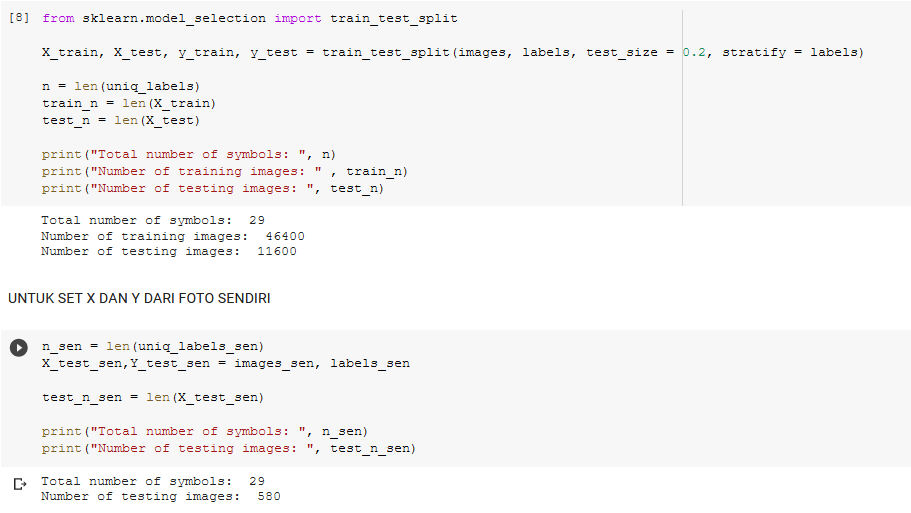 [8] from sklearn.model_selection import train_test_split
X_train, X_test, y_train, y_test = train_test_split(images, labels, test_size = 0.2, stratify = labels)
n = len(uniq_labels)
train_n = len(X_train)
test_n = len(X_test)
print("Total number of symbols: ", n)
print("Number of training images: " , train_n)
print("Number of testing images: ", test_n)
Total number of symbols:  29
Number of training images:  46400
Number of testing images:  11600
UNTUK SET X DAN Y DARI FOTO SENDIRI
n_sen = len(uniq_labels_sen)
X_test_sen,Y_test_sen = images_sen, labels_sen
test_n_sen = len(X_test_sen)
print("Total number of symbols: ", n_sen)
print("Number of testing images: ", test_n_sen)
Total number of symbols:  29
Number of testing images:  580